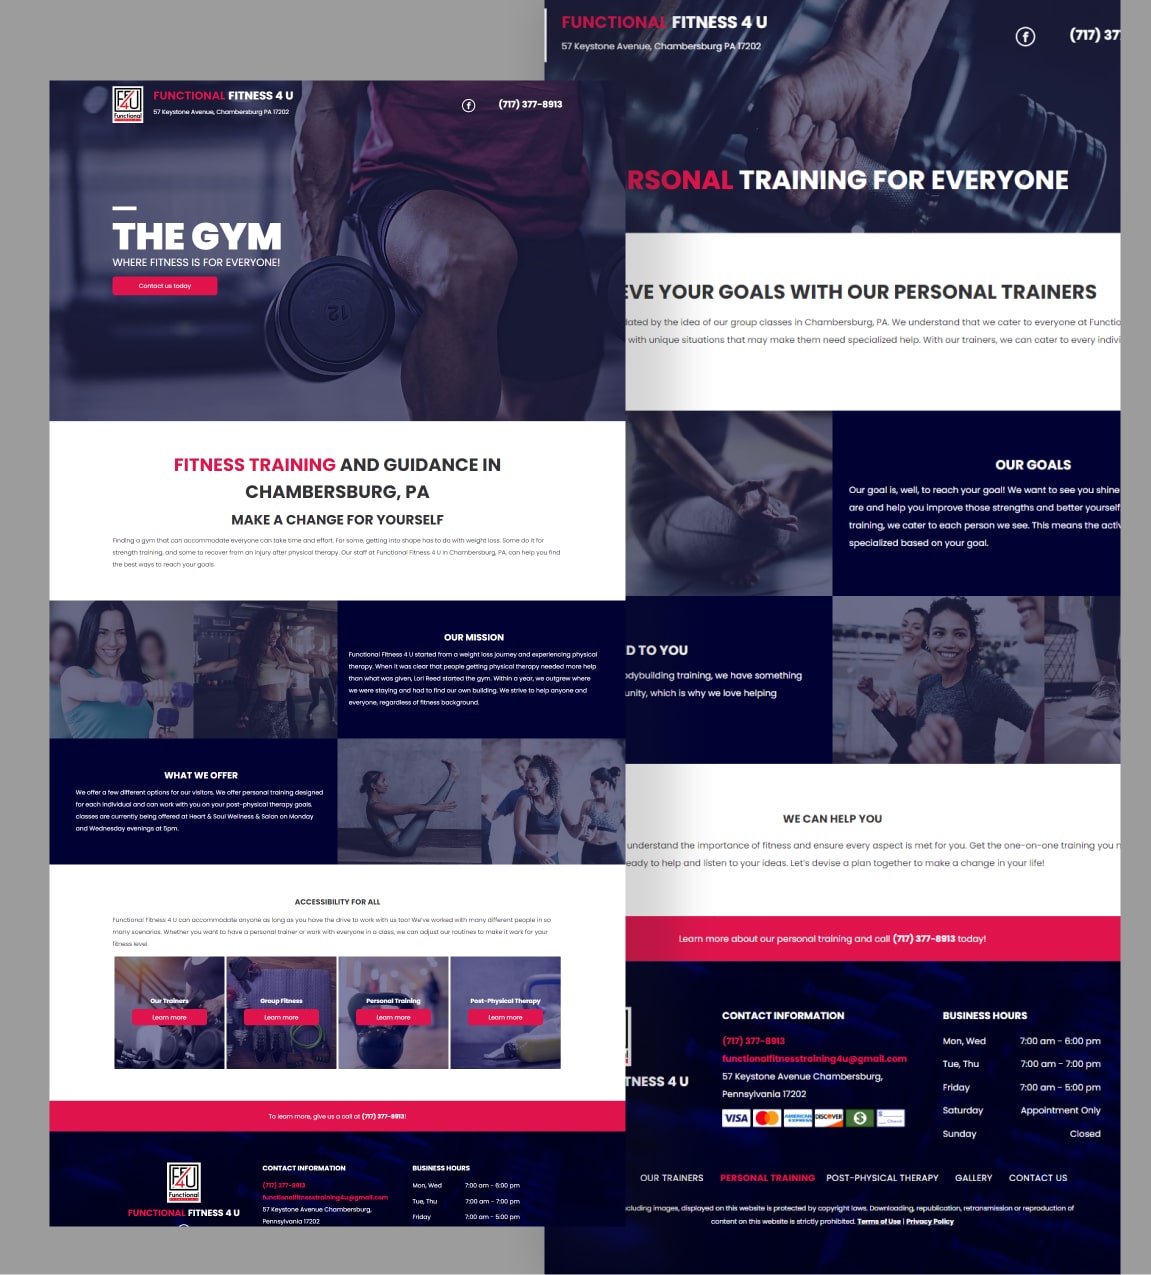 FUNCTIONAL FITNESS 4 U
57 Keystone Avenue, Chambersburg PA 17202
(717) 377-8913
THE GYM
WHERE FITNESS IS FOR EVERYONE!
Contact us today
FITNESS TRAINING AND GUIDANCE IN
CHAMBERSBURG, PA
MAKE A CHANGE FOR YOURSELF
Finding a gym that can accommodate everyone can take time and effort. For some, getting into shape has to do with weight loss. Some do it for
strength training, and some to recover from an injury after physical therapy. Our staff at Functional Fitness 4 U in Chambersburg, PA, can help you find
the best ways to reach your goals.
OUR MISSION
Functional Fitness 4 U started from a weight loss journey and experiencing physical
therapy. When it was clear that people getting physical therapy needed more help
than what was given, Lori Reed started the gym. Within a year, we outgrew where
we were staying and had to find our own building. We strive to help anyone and
everyone, regardless of fitness background.
WHAT WE OFFER
We offer a few different options for our visitors. We offer personal training designed
for each individual and can work with you on your post-physical therapy goals.
classes are currently being offered at Heart & Soul Wellness & Salon on Monday
and Wednesday evenings at 5pm.
ACCESSIBILITY FOR ALL
Functional Fitness 4 U can accommodate anyone as long as you have the drive to work with us too! We've worked with many different people in so
many scenarios. Whether you want to have a personal trainer or work with everyone in a class, we can adjust our routines to make it work for your
fitness level.
Our Trainers
Learn more
Group Fitness
Learn more
Personal Training
Learn more
Post-Physical Therapy
Learn more
To learn more, give us a call at (717) 377-8913!
FF4U
Functional
FUNCTIONAL FITNESS 4 U
CONTACT INFORMATION
(717) 377-8913
functionalfitnesstraining4u@gmail.com
57 Keystone Avenue Chambersburg,
Pennsylvania 17202
BUSINESS HOURS
Mon, Wed 7:00 am - 6:00 pm
Tue, Thu 7:00 am - 7:00 pm
Friday 7:00 am - 5:00 pm
FUNCTIONAL FITNESS 4 U
57 Keystone Avenue, Chambersburg PA 17202
(717) 37
RSONAL TRAINING FOR EVERYONE
EVE YOUR GOALS WITH OUR PERSONAL TRAINERS
dated by the idea of our group classes in Chambersburg, PA. We understand that we cater to everyone at Functio
with unique situations that may make them need specialized help. With our trainers, we can cater to every indivi
OUR GOALS
Our goal is, well, to reach your goal! We want to see you shine
are and help you improve those strengths and better yourself
training, we cater to each person we see. This means the activ
specialized based on your goal.
D TO YOU
odybuilding training, we have something
unity, which is why we love helping
WE CAN HELP YOU
understand the importance of fitness and ensure every aspect is met for you. Get the one-on-one training you n
eady to help and listen to your ideas. Let's devise a plan together to make a change in your life!
Learn more about our personal training and call (717) 377-8913 today!
TNESS 4 U
CONTACT INFORMATION
(717) 377-8913
functionalfitnesstraining4u@gmail.com
57 Keystone Avenue Chambersburg,
Pennsylvania 17202
VISA MasterCard AMERICAN EXPRESS DISCOVER $ Check
BUSINESS HOURS
Mon, Wed 7:00 am - 6:00 pm
Tue, Thu 7:00 am - 7:00 pm
Friday 7:00 am - 5:00 pm
Saturday Appointment Only
Sunday Closed
OUR TRAINERS PERSONAL TRAINING POST-PHYSICAL THERAPY GALLERY CONTACT US
cluding images, displayed on this website is protected by copyright laws. Downloading, republication, retransmission or reproduction of
content on this website is strictly prohibited. Terms of Use | Privacy Policy